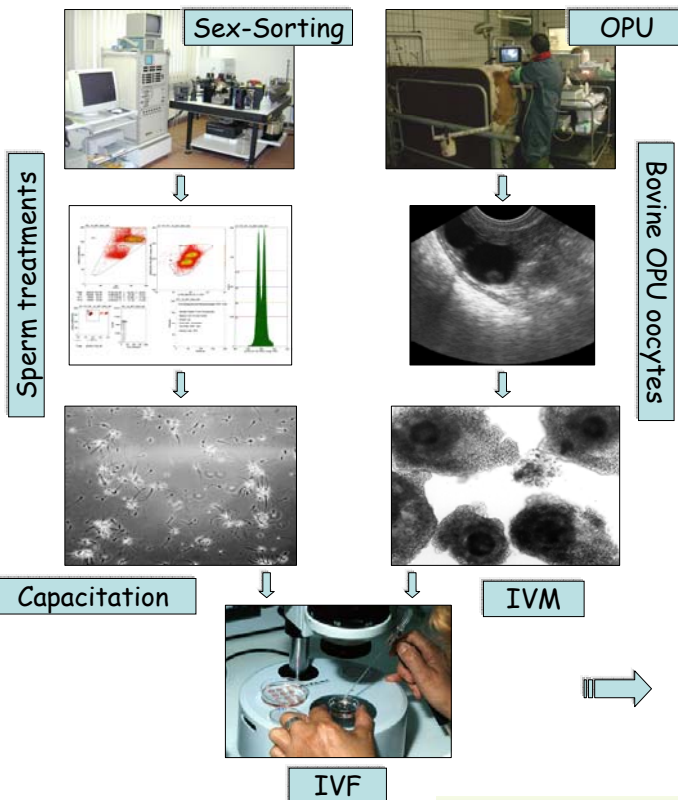 Sex-Sorting
OPU
Sperm treatments
Bovine OPU oocytes
Capacitation
IVM
IVF